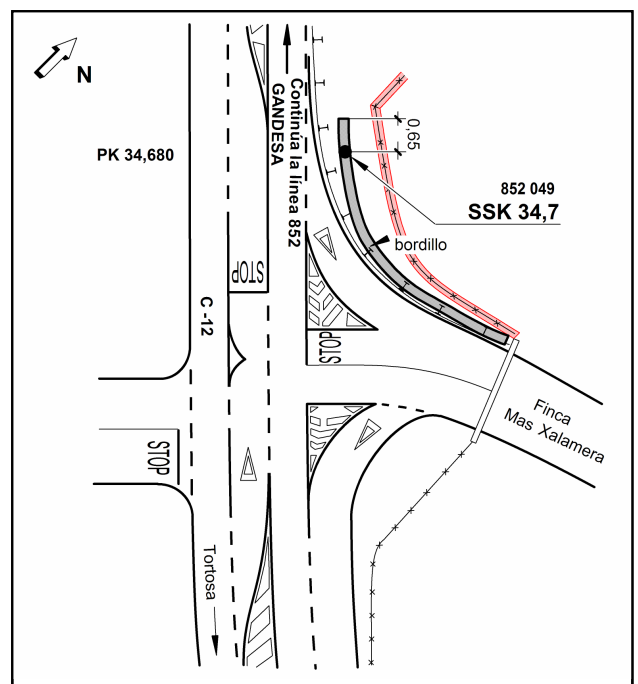 N
Continúa la línea 852
GANDESA
PK 34,680
0,65
852 049
SSK 34,7
bordillo
STOP
C -12
STOP
Finca
Mas Xalamera
STOP
Tortosa